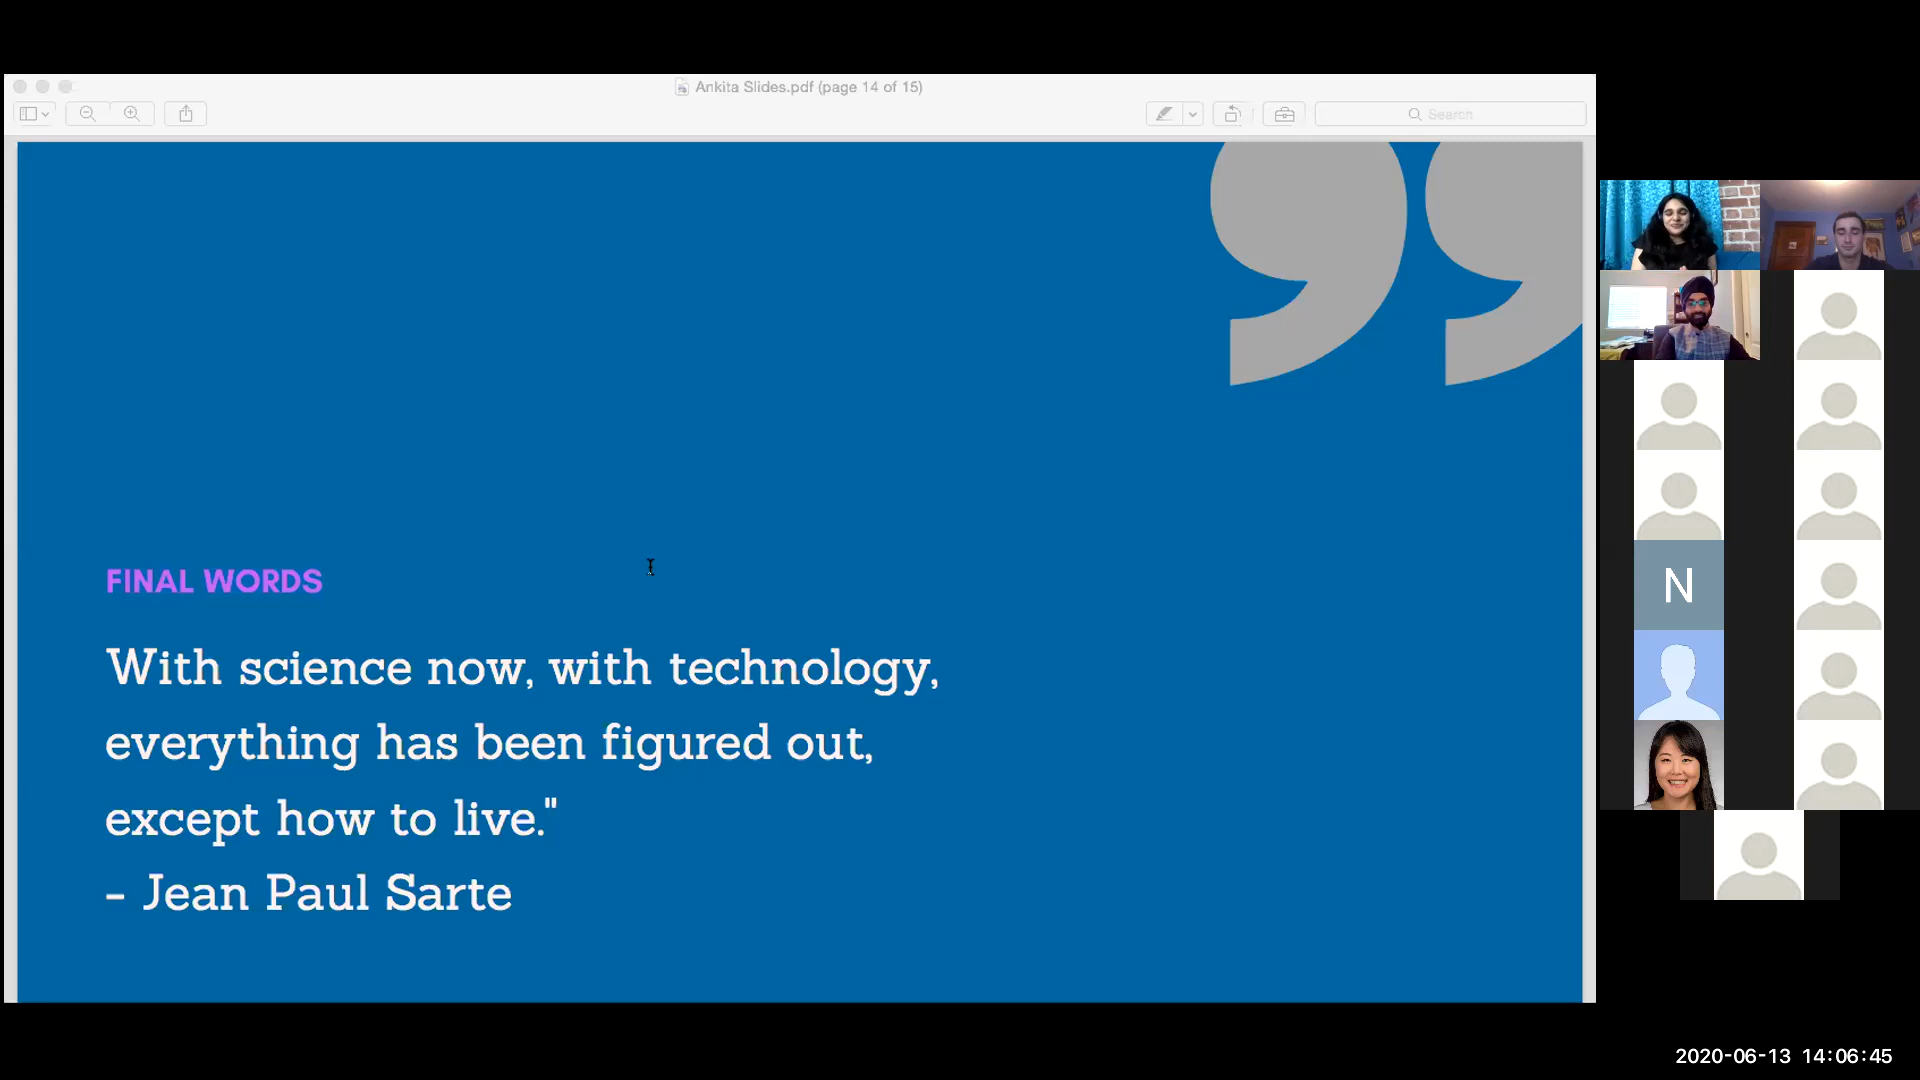 Ankita Slides.pdf (page 14 of 15)
Search
FINAL WORDS
With science now, with technology,
everything has been figured out,
except how to live."
– Jean Paul Sarte
N
2020-06-13 14:06:45